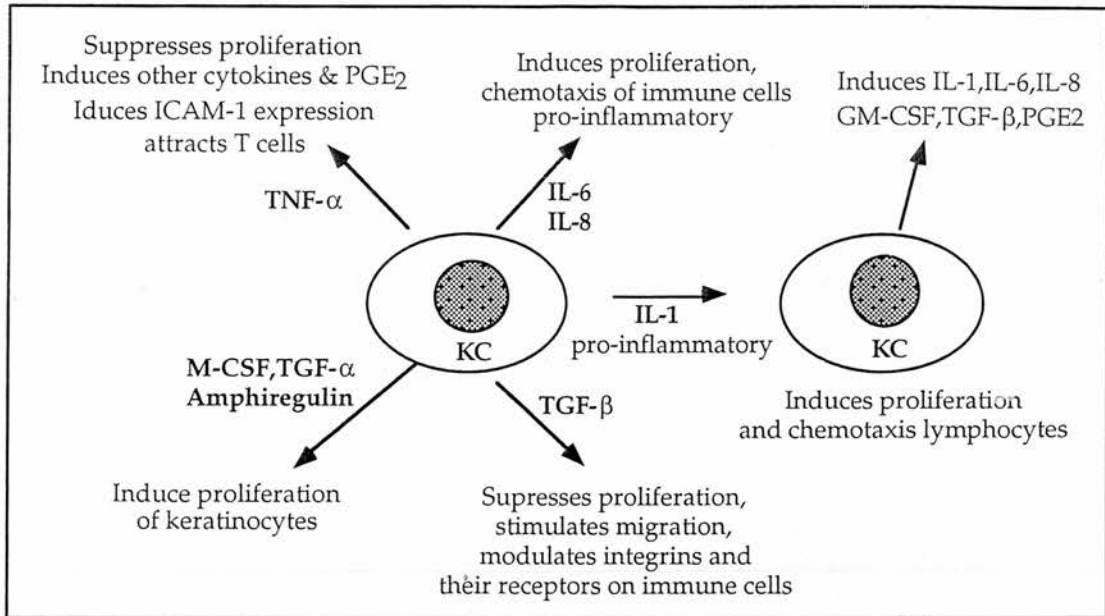 Suppresses proliferation
Induces other cytokines & PGE2
Iduces ICAM-1 expression
attracts T cells
TNF-α
Induces proliferation,
chemotaxis of immune cells
pro-inflammatory
IL-6
IL-8
Induces IL-1,IL-6,IL-8
GM-CSF,TGF-β,PGE2
KC
IL-1
pro-inflammatory
KC
Induces proliferation
and chemotaxis lymphocytes
M-CSF,TGF-α
Amphiregulin
Induce proliferation
of keratinocytes
TGF-β
Supresses proliferation,
stimulates migration,
modulates integrins and
their receptors on immune cells